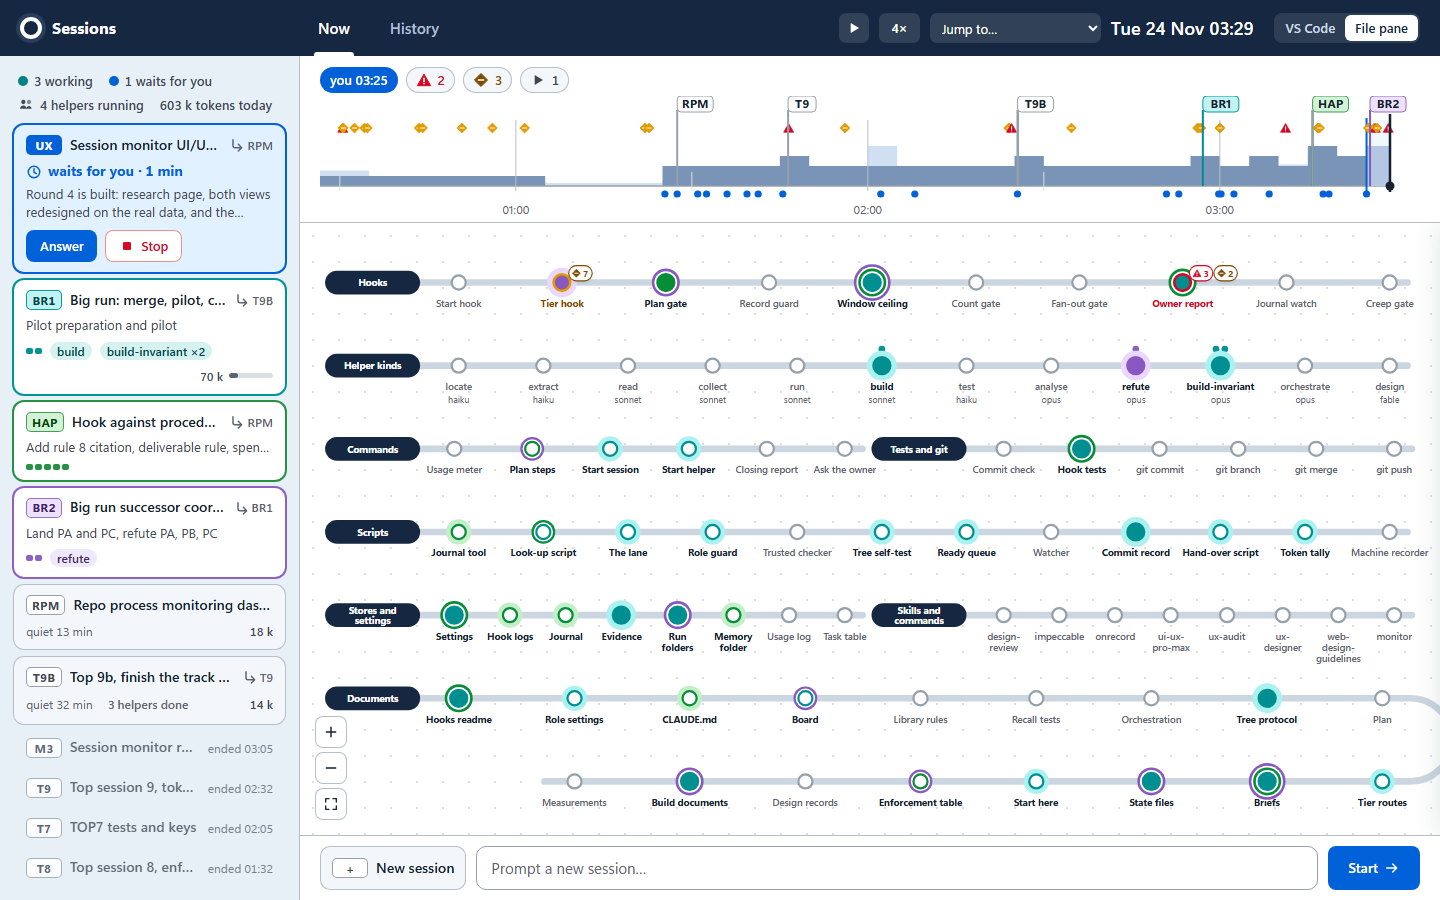 Sessions
Now
History
4×
Jump to...
Tue 24 Nov 03:29
VS Code
File pane
3 working
1 waits for you
4 helpers running
603 k tokens today
UX
Session monitor UI/U...
RPM
waits for you · 1 min
Round 4 is built: research page, both views
redesigned on the real data, and the...
Answer
Stop
BR1
Big run: merge, pilot, c...
T9B
Pilot preparation and pilot
build
build-invariant ×2
70 k
HAP
Hook against proced...
RPM
Add rule 8 citation, deliverable rule, spen...
BR2
Big run successor coor...
BR1
Land PA and PC, refute PA, PB, PC
refute
RPM
Repo process monitoring das...
quiet 13 min
18 k
T9B
Top 9b, finish the track ...
T9
quiet 32 min
3 helpers done
14 k
M3
Session monitor r...
ended 03:05
T9
Top session 9, tok...
ended 02:32
T7
TOP7 tests and keys
ended 02:05
T8
Top session 8, enf...
ended 01:32
you 03:25
2
3
1
RPM
T9
T9B
BR1
HAP
BR2
01:00
02:00
03:00
Hooks
7
3
2
Start hook
Tier hook
Plan gate
Record guard
Window ceiling
Count gate
Fan-out gate
Owner report
Journal watch
Creep gate
Helper kinds
locate
haiku
extract
haiku
read
sonnet
collect
sonnet
run
sonnet
build
sonnet
test
haiku
analyse
opus
refute
opus
build-invariant
opus
orchestrate
opus
design
fable
Commands
Usage meter
Plan steps
Start session
Start helper
Closing report
Ask the owner
Tests and git
Commit check
Hook tests
git commit
git branch
git merge
git push
Scripts
Journal tool
Look-up script
The lane
Role guard
Trusted checker
Tree self-test
Ready queue
Watcher
Commit record
Hand-over script
Token tally
Machine recorder
Stores and
settings
Settings
Hook logs
Journal
Evidence
Run
folders
Memory
folder
Usage log
Task table
Skills and
commands
design-
review
impeccable
onrecord
ui-ux-
pro-max
ux-audit
ux-
designer
web-
design-
guidelines
monitor
Documents
Hooks readme
Role settings
CLAUDE.md
Board
Library rules
Recall tests
Orchestration
Tree protocol
Plan
Measurements
Build documents
Design records
Enforcement table
Start here
State files
Briefs
Tier routes
+
−
+
New session
Prompt a new session...
Start →